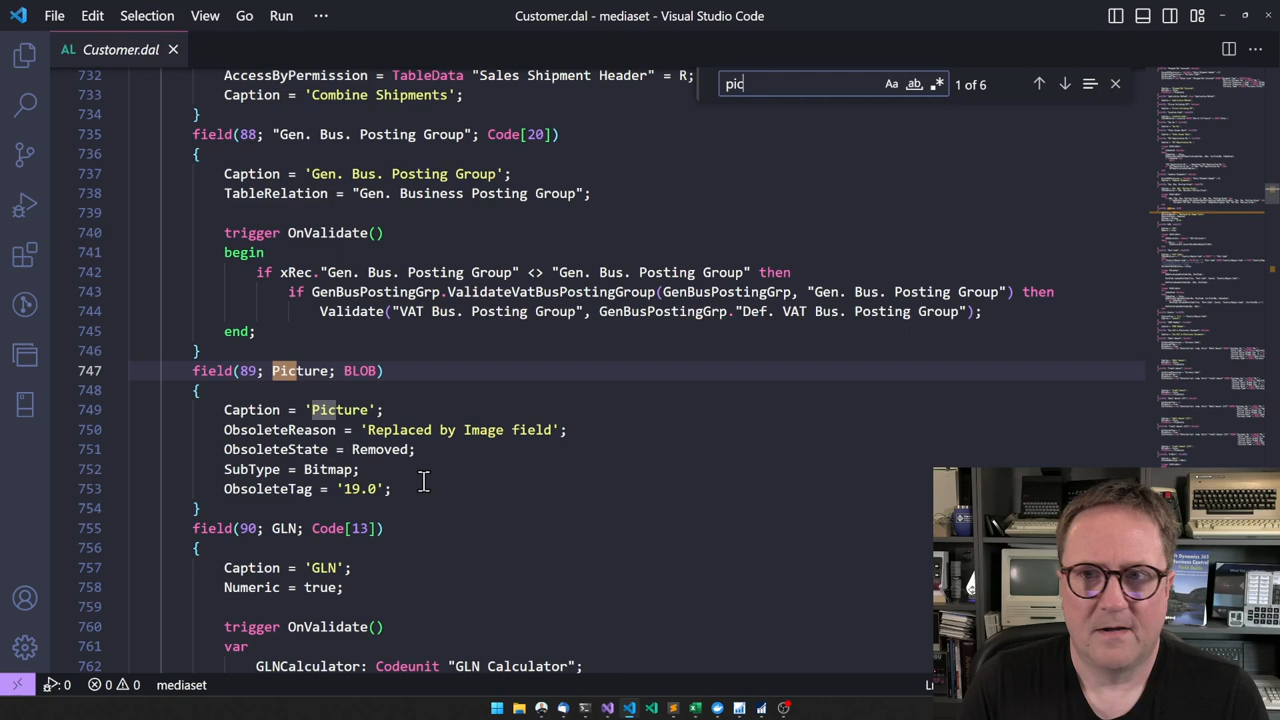 File Edit Selection View Go Run ··· Customer.dal - mediaset - Visual Studio Code
AL Customer.dal
pic Aa ab .* 1 of 6
732 AccessByPermission = TableData "Sales Shipment Header" = R;
733 Caption = 'Combine Shipments';
734 }
735 field(88; "Gen. Bus. Posting Group"; Code[20])
736 {
737 Caption = 'Gen. Bus. Posting Group';
738 TableRelation = "Gen. Business Posting Group";
739
740 trigger OnValidate()
741 begin
742 if xRec."Gen. Bus. Posting Group" <> "Gen. Bus. Posting Group" then
743 if GenBusPostingGrp.ValidateVatBusPostingGroup(GenBusPostingGrp, "Gen. Bus. Posting Group") then
744 Validate("VAT Bus. Posting Group", GenBusPostingGrp."Def. VAT Bus. Posting Group");
745 end;
746 }
747 field(89; Picture; BLOB)
748 {
749 Caption = 'Picture';
750 ObsoleteReason = 'Replaced by Image field';
751 ObsoleteState = Removed;
752 SubType = Bitmap;
753 ObsoleteTag = '19.0';
754 }
755 field(90; GLN; Code[13])
756 {
757 Caption = 'GLN';
758 Numeric = true;
759
760 trigger OnValidate()
761 var
762 GLNCalculator: Codeunit "GLN Calculator";
: 0 0 0 mediaset